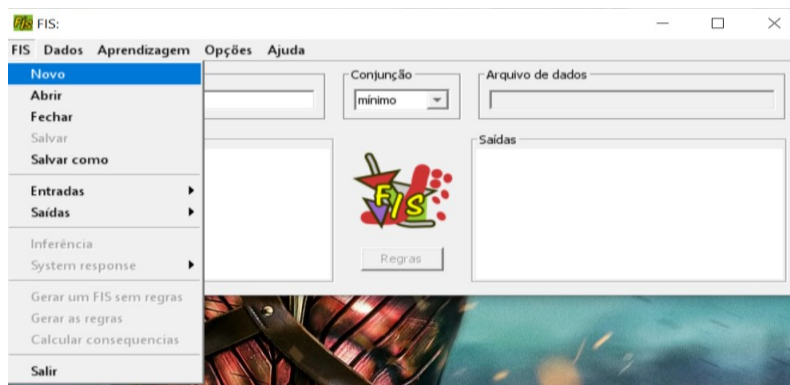 FIS:
FIS Dados Aprendizagem Opções Ajuda
Novo
Abrir
Fechar
Salvar
Salvar como
Entradas
Saídas
Inferência
System response
Gerar um FIS sem regras
Gerar as regras
Calcular consequencias
Salir
Conjunção
mínimo
Arquivo de dados
FIS
Regras
Saídas